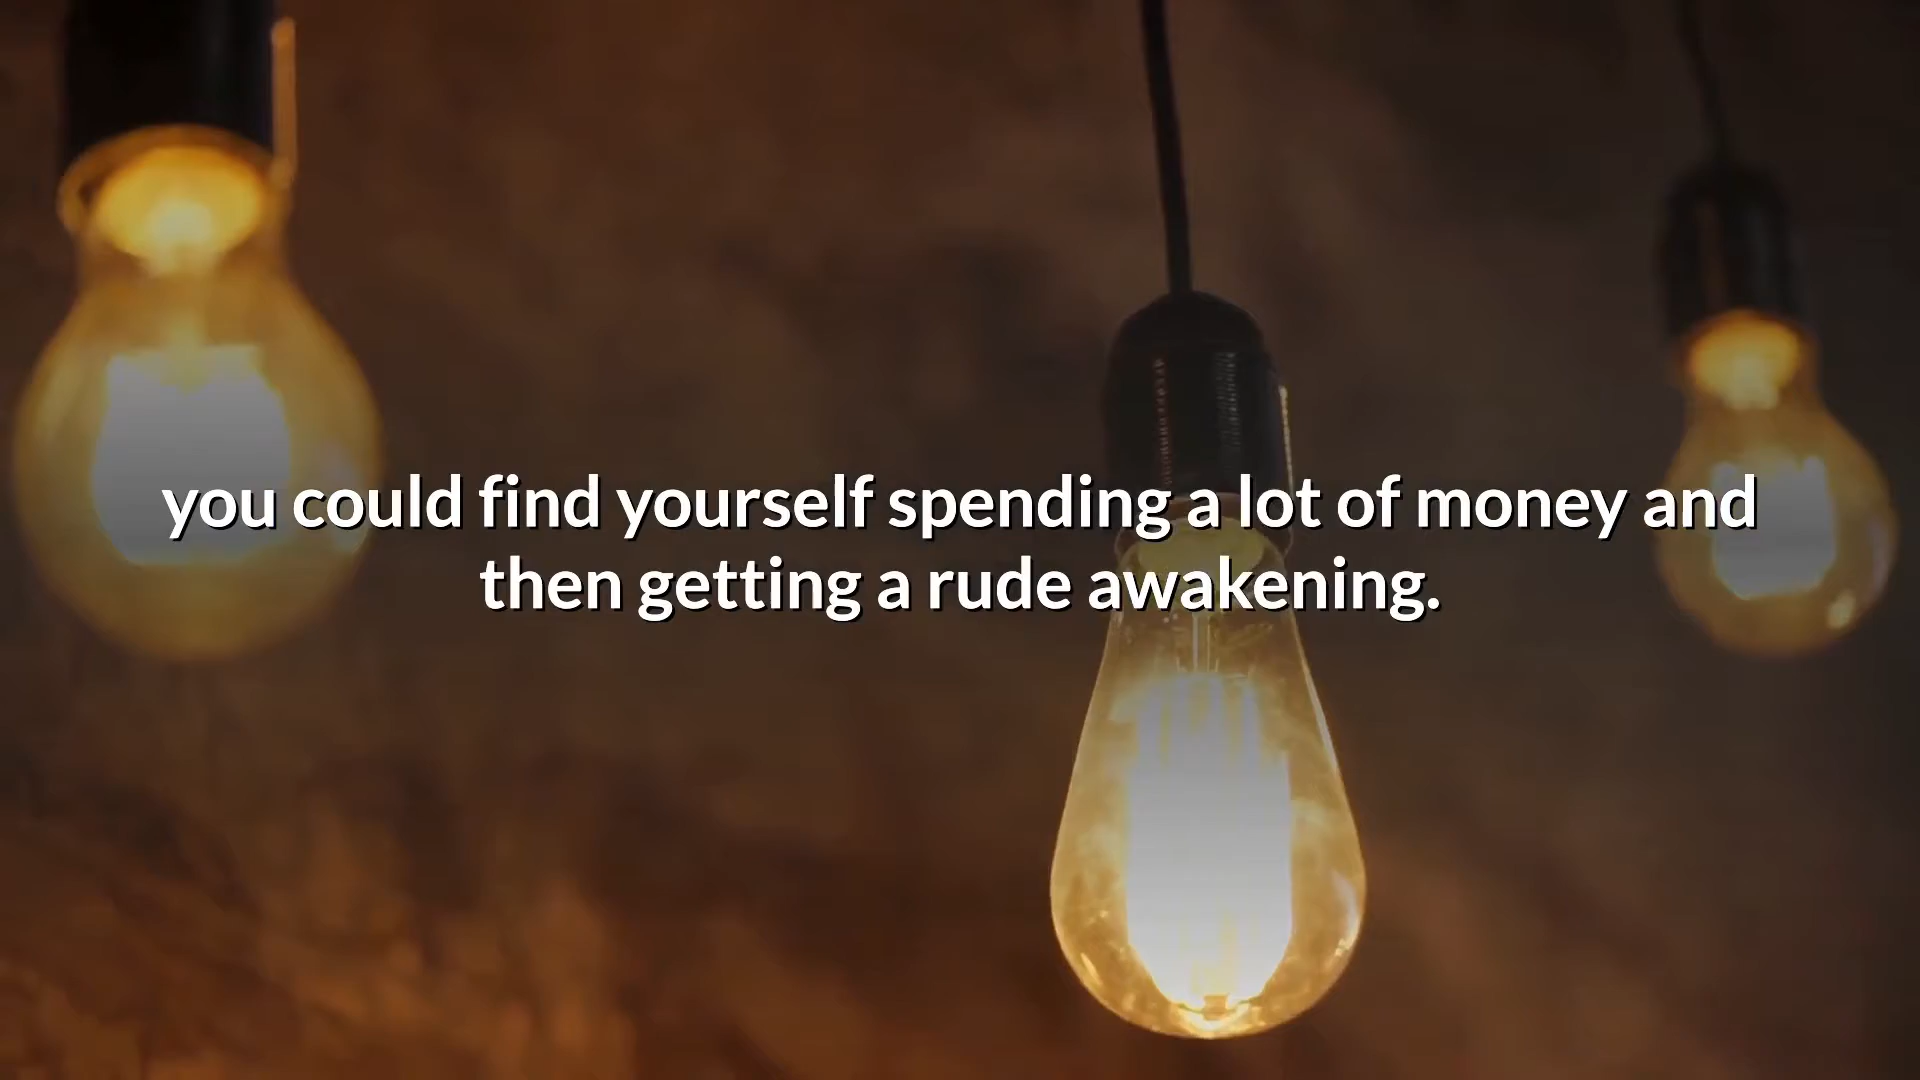 you could find yourself spending a lot of money and
then getting a rude awakening.